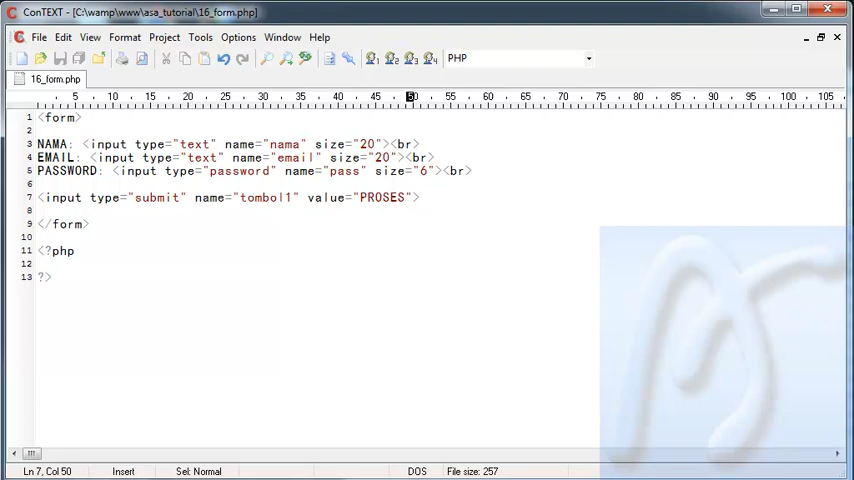 ConTEXT - [C:\wamp\www\asa_tutorial\16_form.php]
File Edit View Format Project Tools Options Window Help
1 2 3 4 PHP
16_form.php
5 10 15 20 25 30 35 40 45 50 55 60 65 70 75 80 85 90 95 100 105
1 <form>
2
3 NAMA: <input type="text" name="nama" size="20"><br>
4 EMAIL: <input type="text" name="email" size="20"><br>
5 PASSWORD: <input type="password" name="pass" size="6"><br>
6
7 <input type="submit" name="tombol1" value="PROSES">
8
9 </form>
10
11 <?php
12
13 ?>
Ln 7, Col 50 Insert Sel: Normal DOS File size: 257